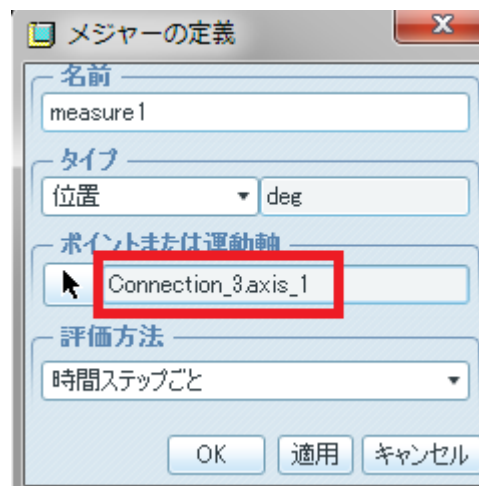 メジャーの定義
名前
measure1
タイプ
位置 deg
ポイントまたは運動軸
Connection_3.axis_1
評価方法
時間ステップごと
OK 適用 キャンセル